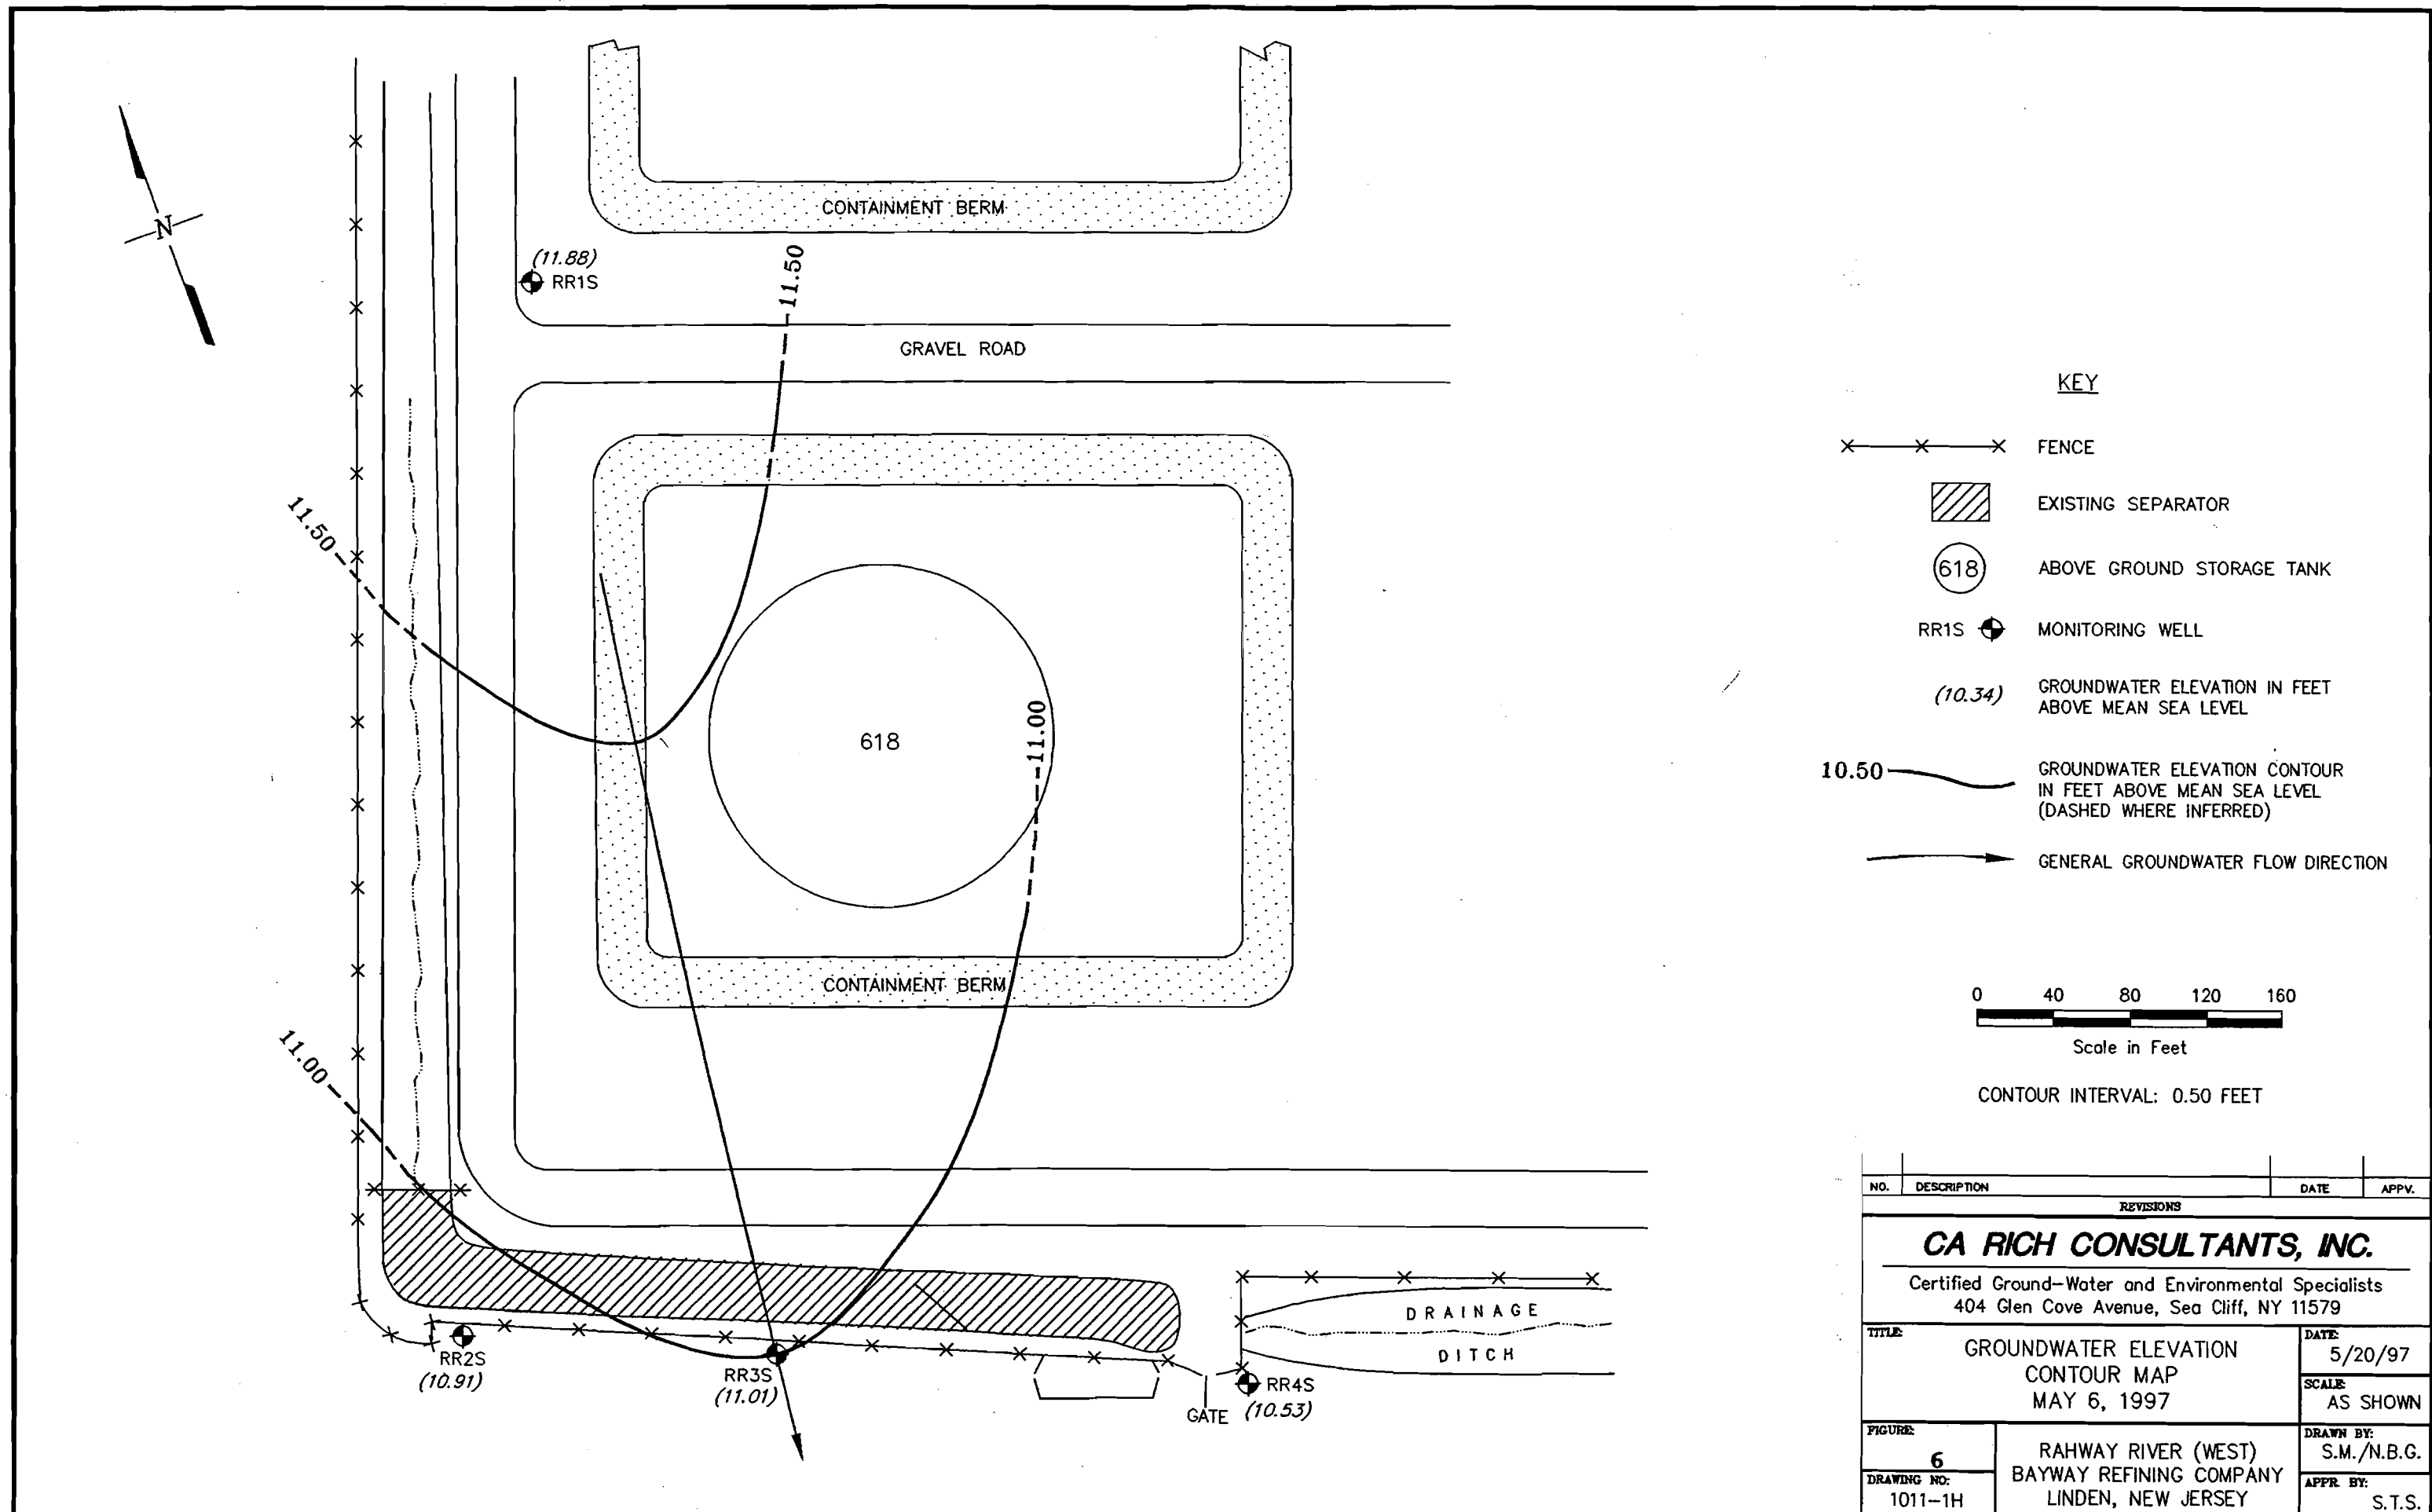 CONTAINMENT BERM
N
(11.88)
RR1S
11.50
GRAVEL ROAD
11.50
618
11.00
CONTAINMENT BERM
11.00
RR2S
(10.91)
RR3S
(11.01)
GATE
RR4S
(10.53)
DRAINAGE
DITCH
KEY
FENCE
EXISTING SEPARATOR
618
ABOVE GROUND STORAGE TANK
RR1S
MONITORING WELL
(10.34)
GROUNDWATER ELEVATION IN FEET
ABOVE MEAN SEA LEVEL
10.50
GROUNDWATER ELEVATION CONTOUR
IN FEET ABOVE MEAN SEA LEVEL
(DASHED WHERE INFERRED)
GENERAL GROUNDWATER FLOW DIRECTION
0 40 80 120 160
Scale in Feet
CONTOUR INTERVAL: 0.50 FEET
NO. DESCRIPTION DATE APPV.
REVISIONS
CA RICH CONSULTANTS, INC.
Certified Ground-Water and Environmental Specialists
404 Glen Cove Avenue, Sea Cliff, NY 11579
TITLE:
GROUNDWATER ELEVATION
CONTOUR MAP
MAY 6, 1997
DATE:
5/20/97
SCALE:
AS SHOWN
FIGURE:
6
DRAWING NO:
1011-1H
RAHWAY RIVER (WEST)
BAYWAY REFINING COMPANY
LINDEN, NEW JERSEY
DRAWN BY:
S.M./N.B.G.
APPR. BY:
S.T.S.